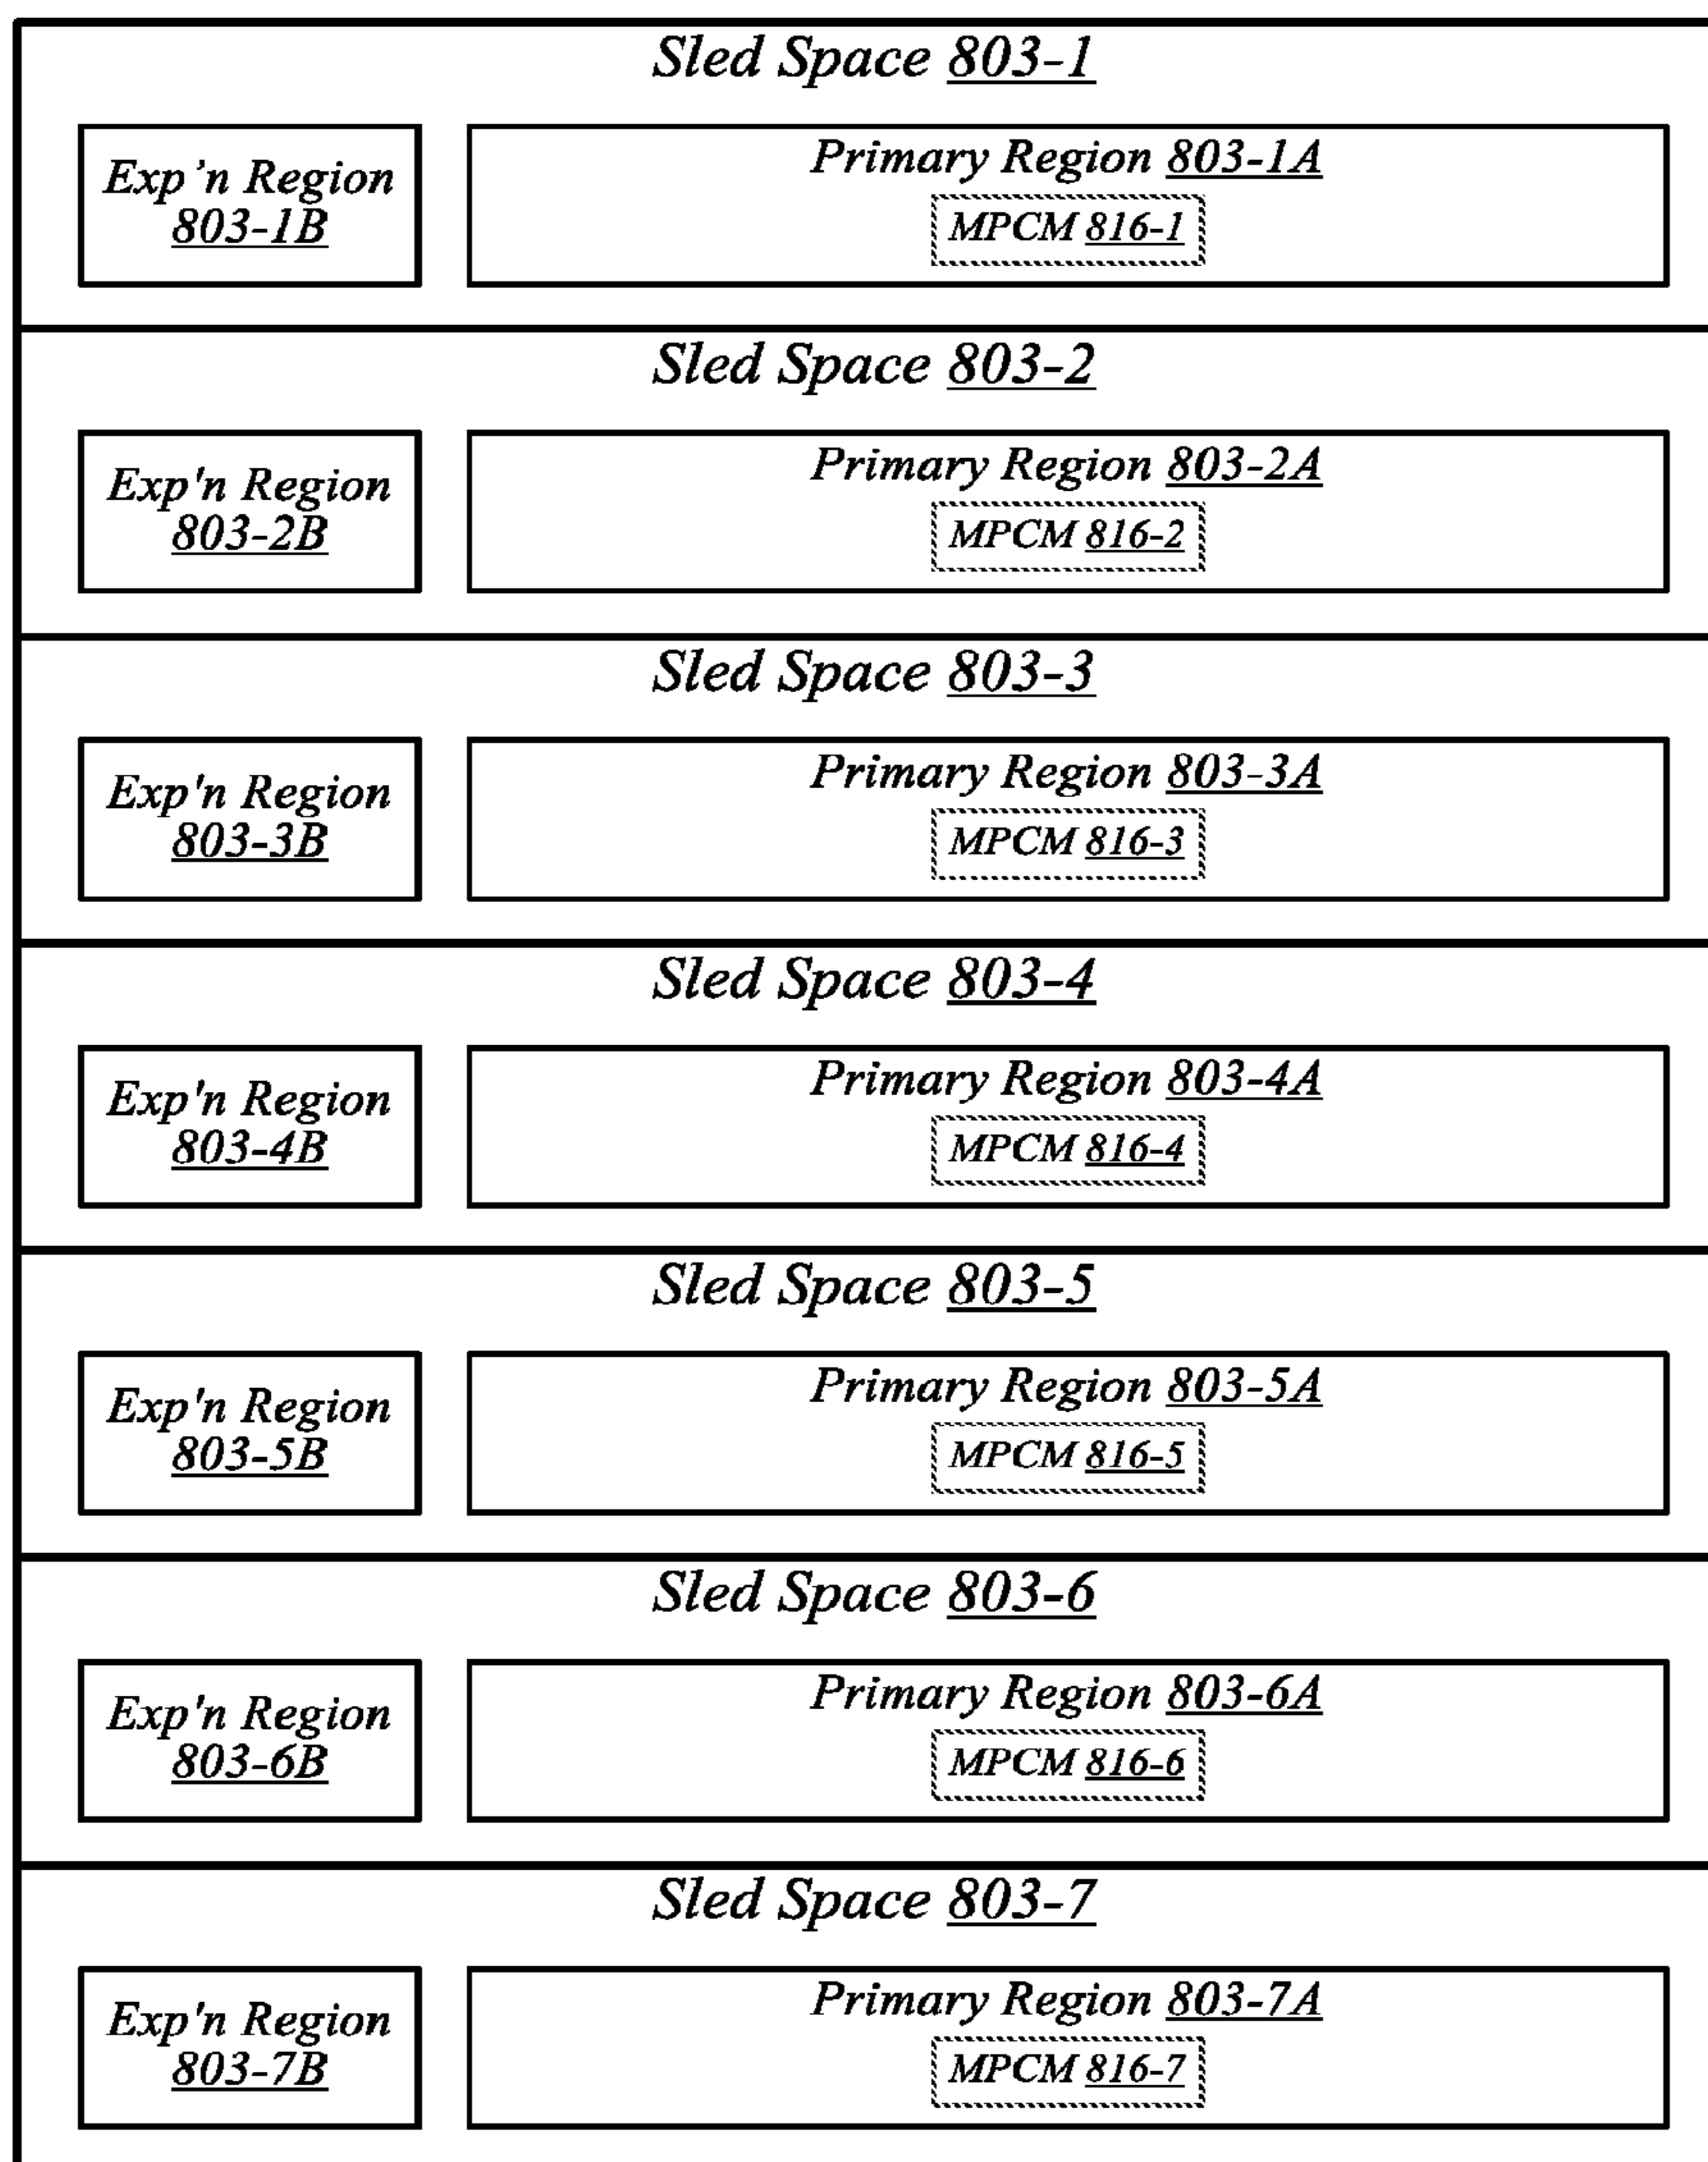 Sled Space 803-1
Exp'n Region
803-1B
Primary Region 803-1A
MPCM 816-1
Sled Space 803-2
Exp'n Region
803-2B
Primary Region 803-2A
MPCM 816-2
Sled Space 803-3
Exp'n Region
803-3B
Primary Region 803-3A
MPCM 816-3
Sled Space 803-4
Exp'n Region
803-4B
Primary Region 803-4A
MPCM 816-4
Sled Space 803-5
Exp'n Region
803-5B
Primary Region 803-5A
MPCM 816-5
Sled Space 803-6
Exp'n Region
803-6B
Primary Region 803-6A
MPCM 816-6
Sled Space 803-7
Exp'n Region
803-7B
Primary Region 803-7A
MPCM 816-7